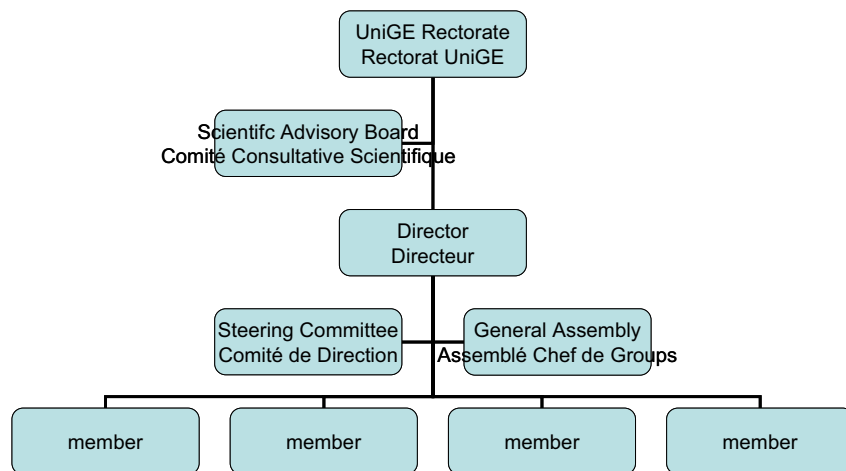 UniGE Rectorate
Rectorat UniGE
Scientifc Advisory Board
Comité Consultative Scientifique
Director
Directeur
Steering Committee
Comité de Direction
General Assembly
Assemblé Chef de Groups
member
member
member
member